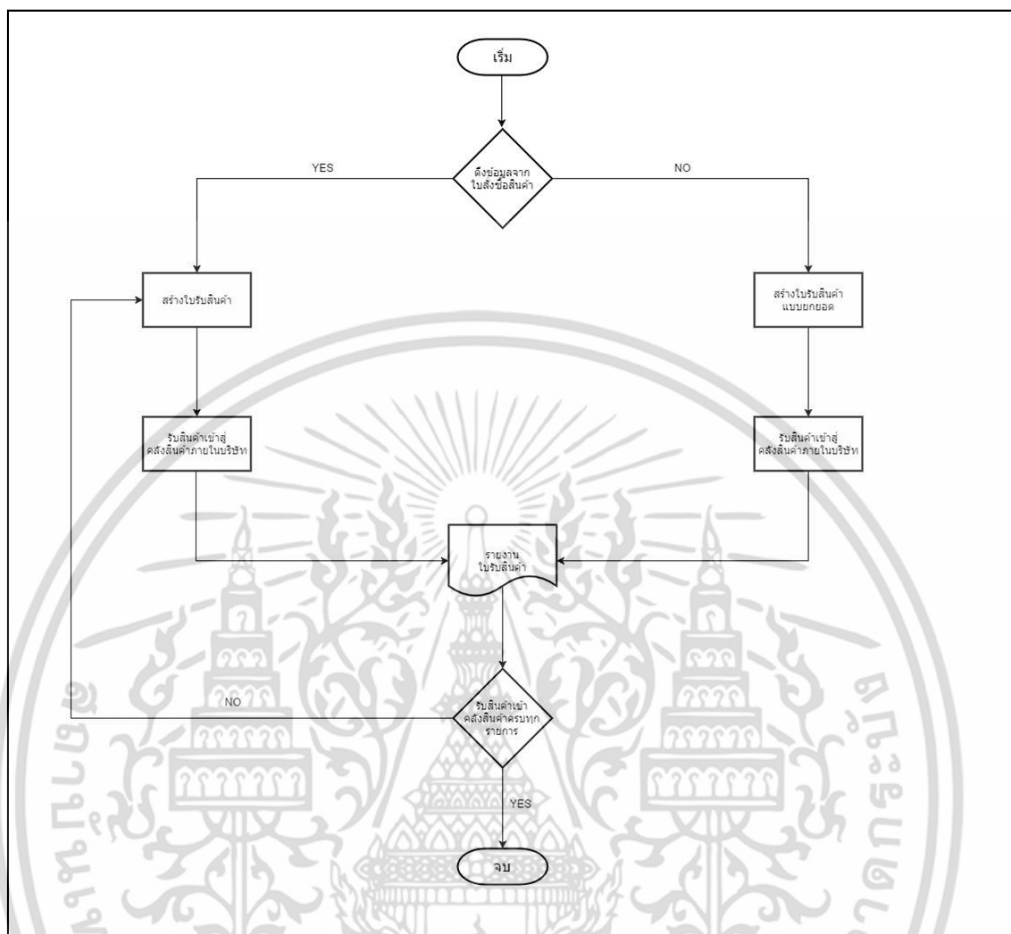 เริ่ม
ดึงข้อมูลจาก
ใบสั่งซื้อสินค้า
YES
NO
สร้างใบรับสินค้า
สร้างใบรับสินค้า
แบบยกยอด
รับสินค้าเข้าสู่
คลังสินค้าภายในบริษัท
รับสินค้าเข้าสู่
คลังสินค้าภายในบริษัท
รายงาน
ใบรับสินค้า
NO
รับสินค้าเข้า
คลังสินค้าครบทุก
รายการ
YES
จบ